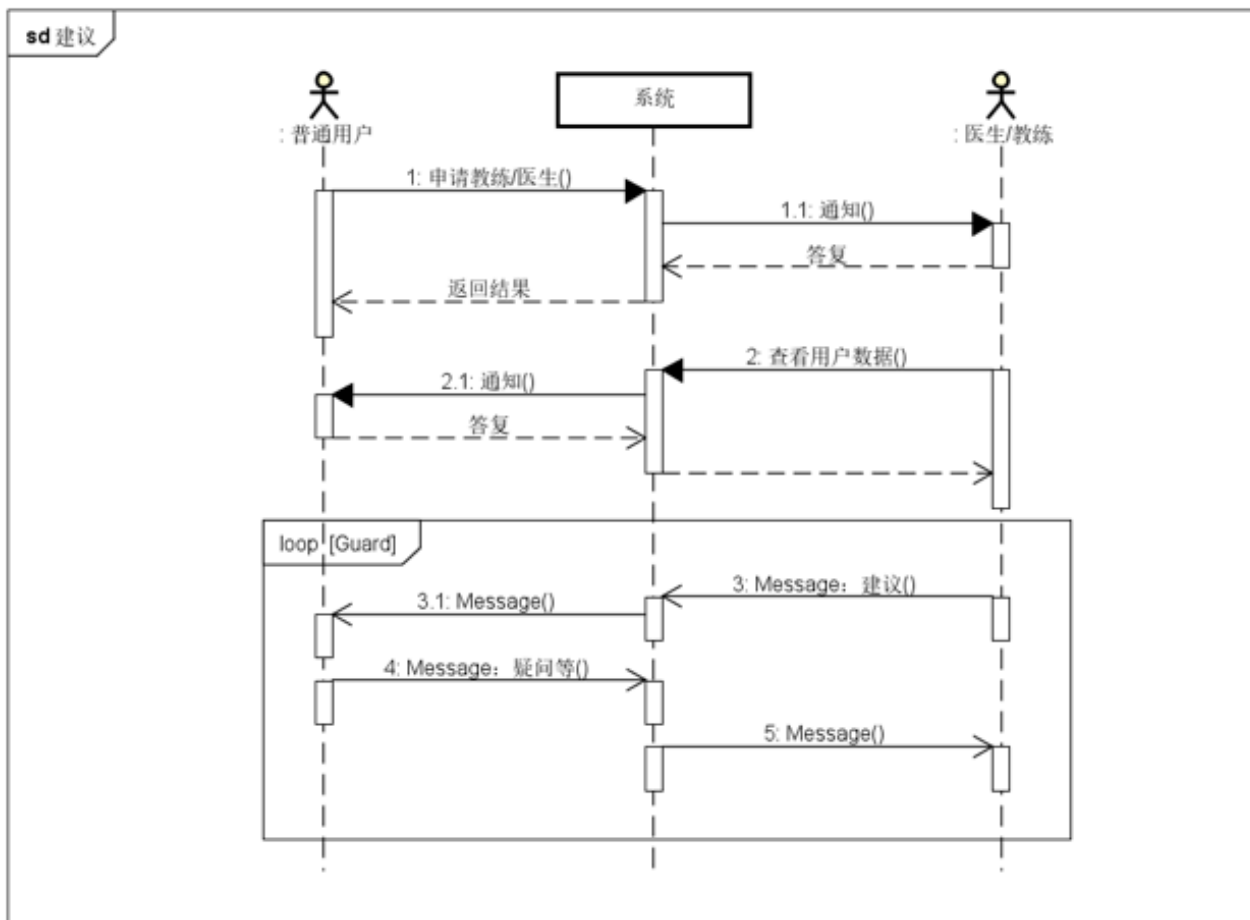 sd 建议
系统
: 普通用户
: 医生/教练
1: 申请教练/医生()
1.1: 通知()
答复
返回结果
2: 查看用户数据()
2.1: 通知()
答复
loop [Guard]
3: Message：建议()
3.1: Message()
4: Message：疑问等()
5: Message()